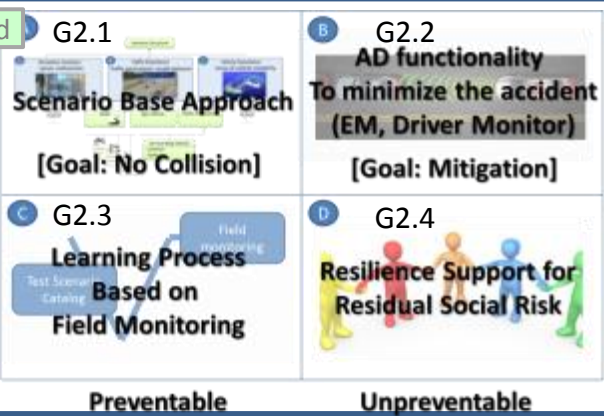 d
G2.1
Scenario Base Approach
[Goal: No Collision]
B
G2.2
AD functionality
To minimize the accident
(EM, Driver Monitor)
[Goal: Mitigation]
C
G2.3
Field
monitoring
Test Scenario
Catalog
Learning Process
Based on
Field Monitoring
D
G2.4
Resilience Support for
Residual Social Risk
Preventable
Unpreventable